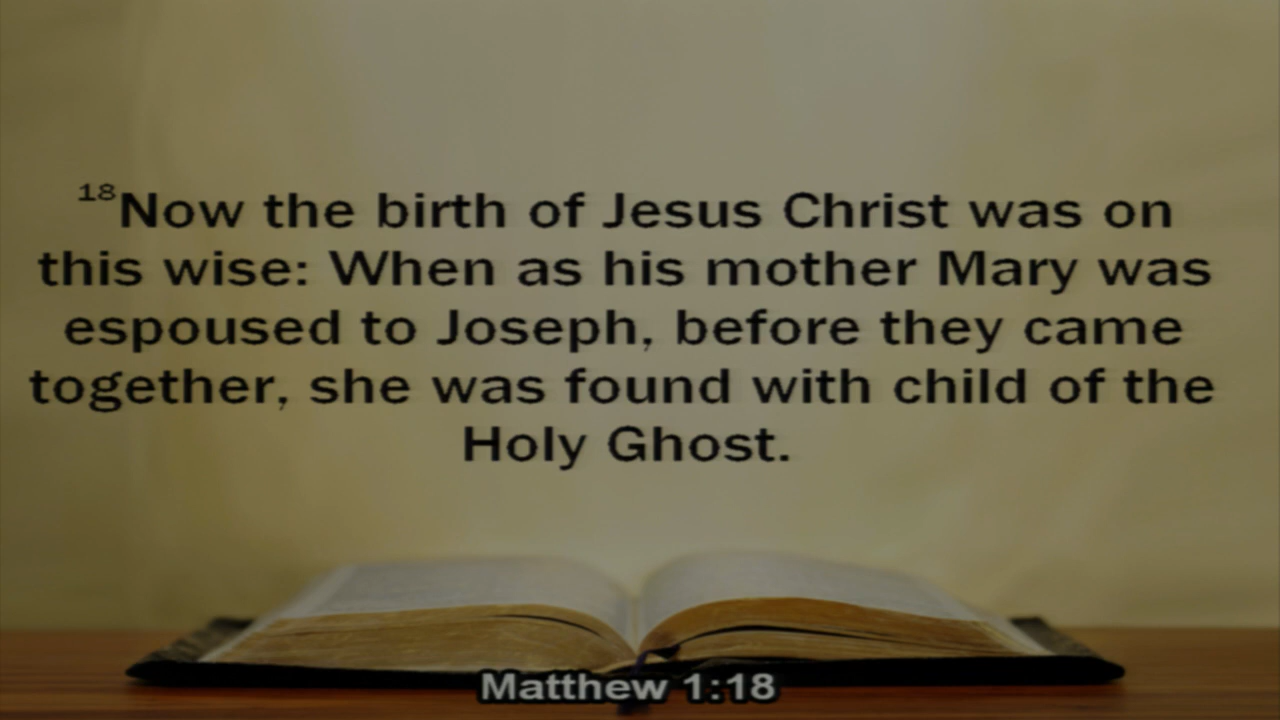 18Now the birth of Jesus Christ was on
this wise: When as his mother Mary was
espoused to Joseph, before they came
together, she was found with child of the
Holy Ghost.
Matthew 1:18